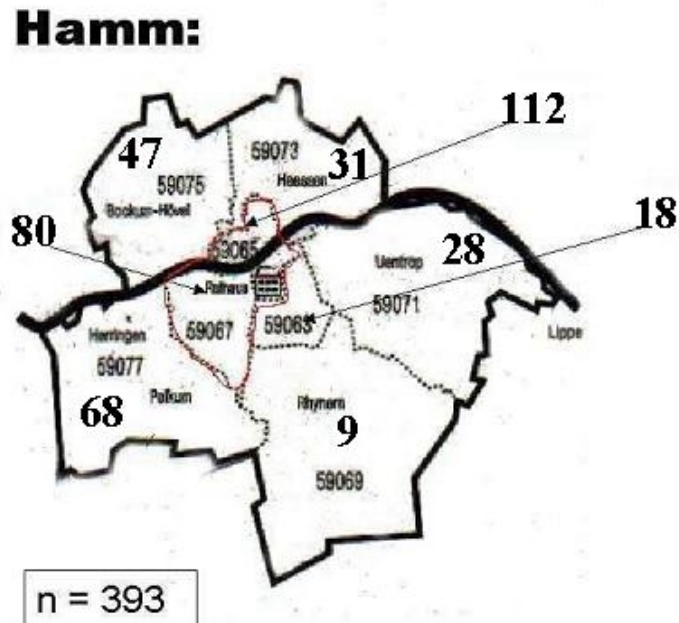 Hamm:
112
47
59073
31
Heessen
59075
Bockum-Hövel
18
80
59065
28
Uentrop
Rathaus
59071
59063
59067
Herringen
Lippe
59077
Pelkum
68
Rhynern
9
59069
n = 393